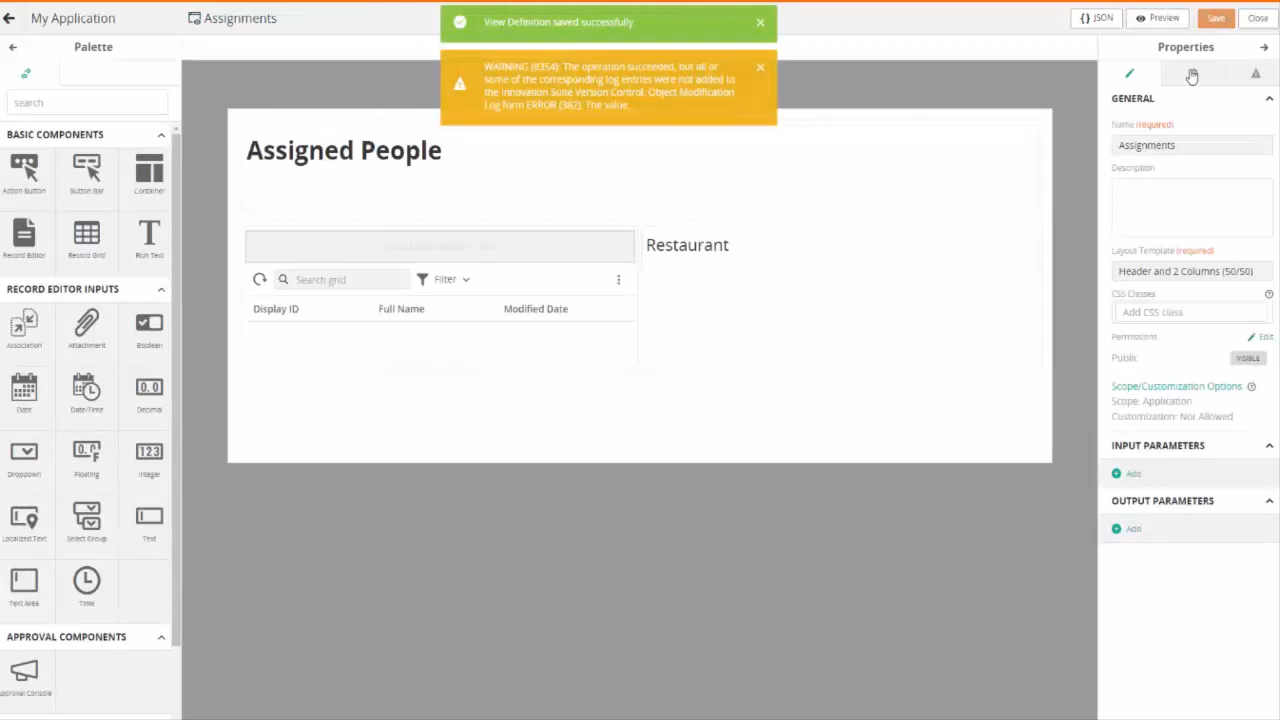 My Application
Assignments
View Definition saved successfully
WARNING (8354): The operation succeeded, but all or
some of the corresponding log entries were not added to
the Innovation Suite Version Control: Object Modification
Log form ERROR (382): The value...
{} JSON
Preview
Save
Close
Palette
search
BASIC COMPONENTS
Action Button
Button Bar
Container
Record Editor
Record Grid
Rich Text
RECORD EDITOR INPUTS
Association
Attachment
Boolean
Date
Date/Time
Decimal
Dropdown
Floating
Integer
Localized Text
Select Group
Text
Text Area
Time
APPROVAL COMPONENTS
Approval Console
Assigned People
Search grid
Filter
Display ID
Full Name
Modified Date
Restaurant
Properties
GENERAL
Name (required)
Assignments
Description
Layout Template (required)
Header and 2 Columns (50/50)
CSS Classes
Add CSS class
Permissions
Edit
Public
VISIBLE
Scope/Customization Options
Scope: Application
Customization: Not Allowed
INPUT PARAMETERS
Add
OUTPUT PARAMETERS
Add